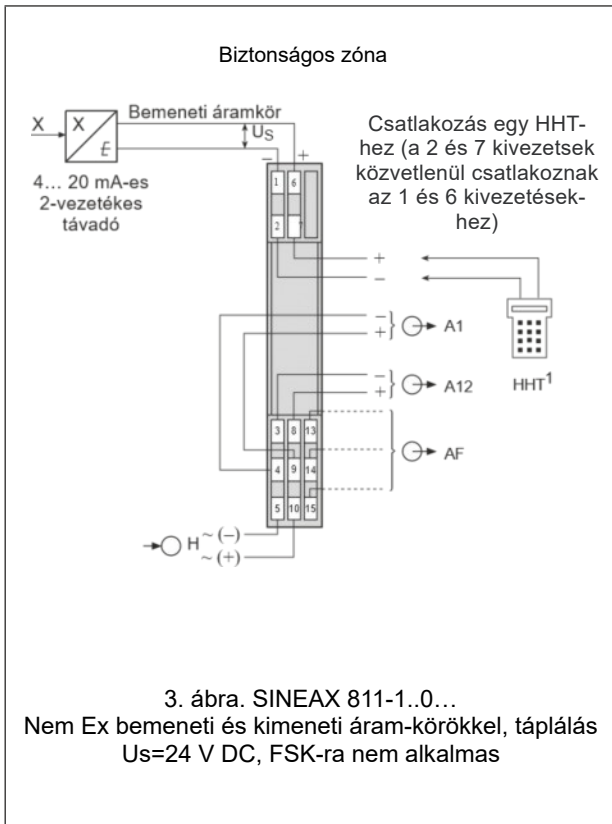 Biztonságos zóna
Bemeneti áramkör
X
X
E
US
4... 20 mA-es
2-vezetékes
távadó
Csatlakozás egy HHT-
hez (a 2 és 7 kivezetsek
közvetlenül csatlakoznak
az 1 és 6 kivezetések-
hez)
– +
1 6
2 7
+
–
–
+ A1
HHT1
–
+ A12
3 8 13
4 9 14
5 10 15
AF
H ~ (–)
~ (+)
3. ábra. SINEAX 811-1..0…
Nem Ex bemeneti és kimeneti áram-körökkel, táplálás
Us=24 V DC, FSK-ra nem alkalmas